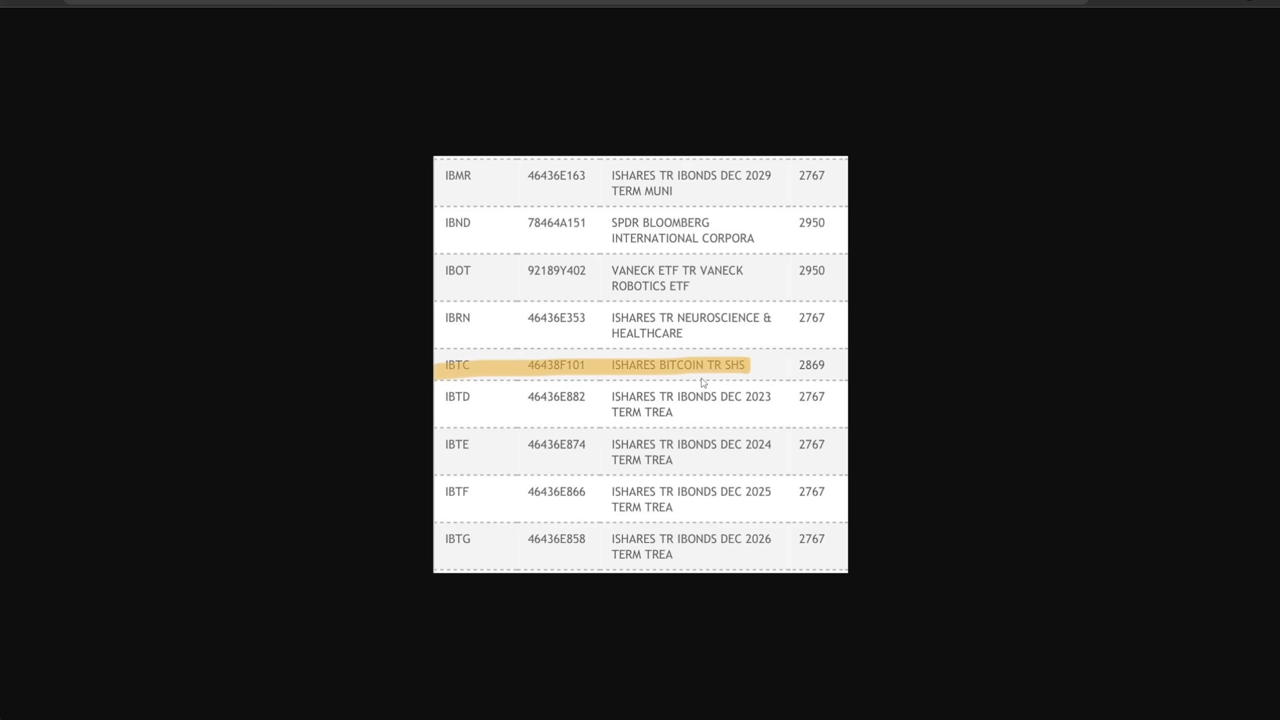 IBMR 46436E163 ISHARES TR IBONDS DEC 2029 2767
TERM MUNI
IBND 78464A151 SPDR BLOOMBERG 2950
INTERNATIONAL CORPORA
IBOT 92189Y402 VANECK ETF TR VANECK 2950
ROBOTICS ETF
IBRN 46436E353 ISHARES TR NEUROSCIENCE & 2767
HEALTHCARE
IBTC 46438F101 ISHARES BITCOIN TR SHS 2869
IBTD 46436E882 ISHARES TR IBONDS DEC 2023 2767
TERM TREA
IBTE 46436E874 ISHARES TR IBONDS DEC 2024 2767
TERM TREA
IBTF 46436E866 ISHARES TR IBONDS DEC 2025 2767
TERM TREA
IBTG 46436E858 ISHARES TR IBONDS DEC 2026 2767
TERM TREA